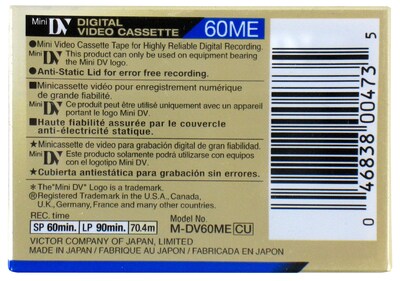 Mini DV DIGITAL VIDEO CASSETTE 60ME
●Mini Video Cassette Tape for Highly Reliable Digital Recording.
Mini DV This product can only be used on equipment bearing
the Mini DV logo.
●Anti-Static Lid for error free recording.
■Minicassette vidéo pour enregistrement numérique
de grande fiabilité.
Mini DV Ce produit peut être utilisé uniquement avec un appareil
portant le logo Mini DV.
■Haute fiabilité assurée par le couvercle
anti-électricité statique.
★Minicassette de video para grabación digital de gran fiabilidad.
Mini DV Este producto solamente podrá utilizarse con equipos
con el logotipo Mini DV.
★Cubierta antiestática para grabación sin errores.
＊The "Mini DV" Logo is a trademark.
® Registered Trademark in the U.S.A., Canada,
U.K., Germany, France and many other countries.
REC. time
SP 60min. LP 90min. 70.4m
Model No.
M-DV60ME CU
VICTOR COMPANY OF JAPAN, LIMITED
MADE IN JAPAN / FABRIQUE AU JAPON / FABRICADA EN JAPON
0 46838 00473 5